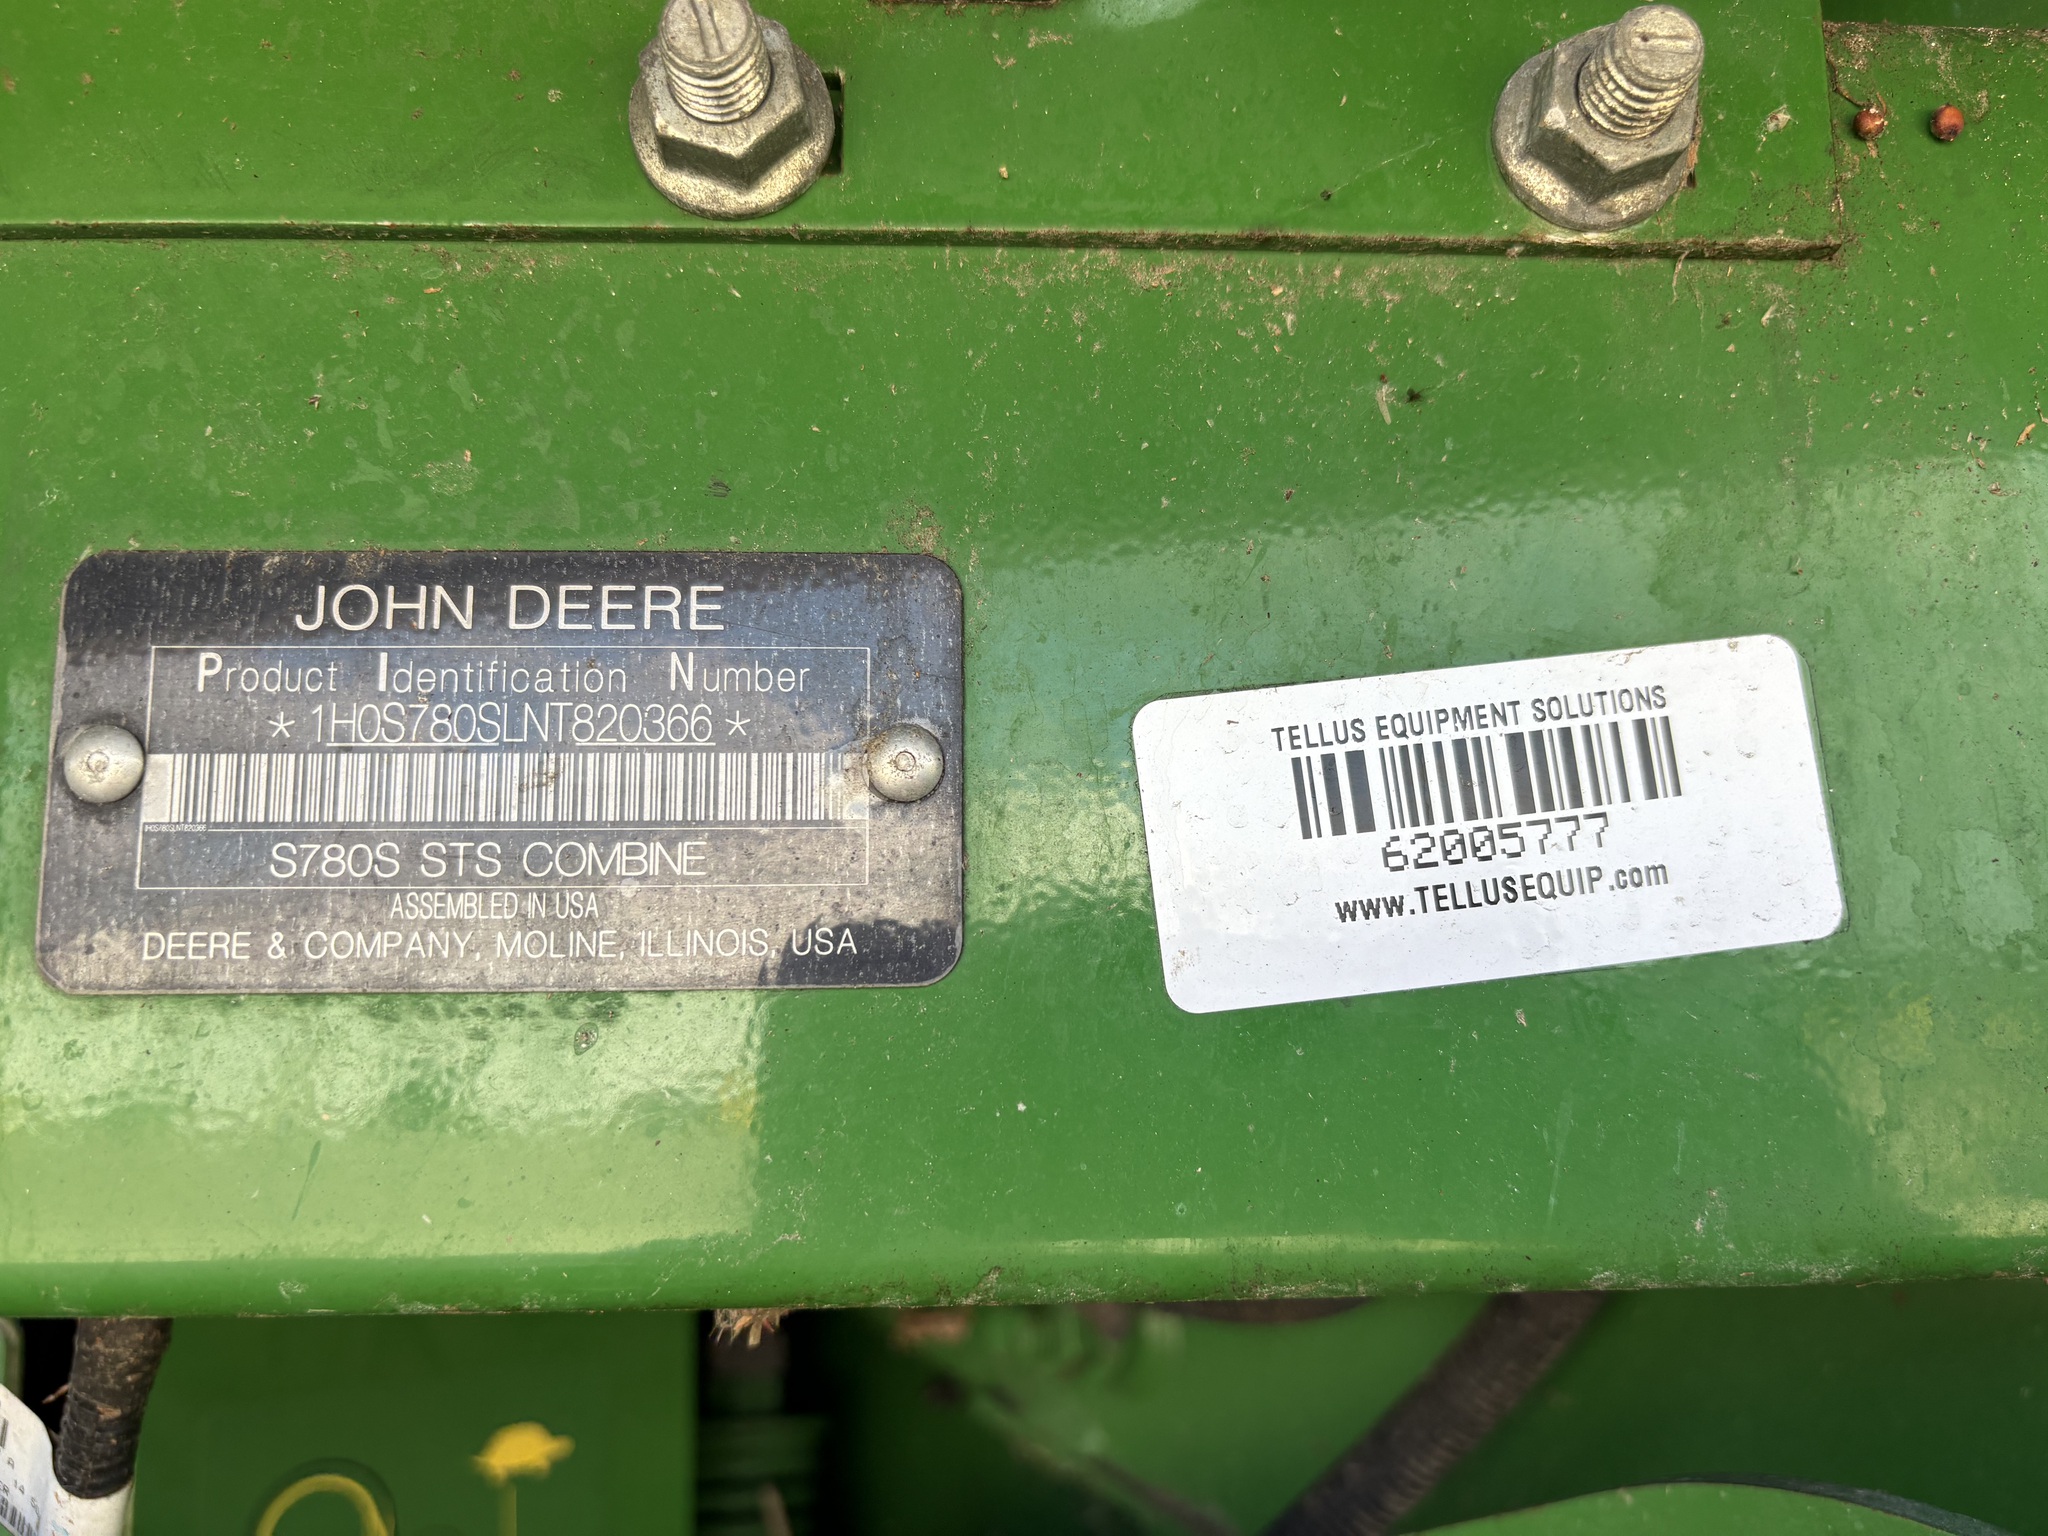 JOHN DEERE
Product Identification Number
*1H0S780SLNT820366*
1H0S780SLNT820366
S780S STS COMBINE
ASSEMBLED IN USA
DEERE & COMPANY, MOLINE, ILLINOIS, USA
TELLUS EQUIPMENT SOLUTIONS
62005777
www.TELLUSEQUIP.com